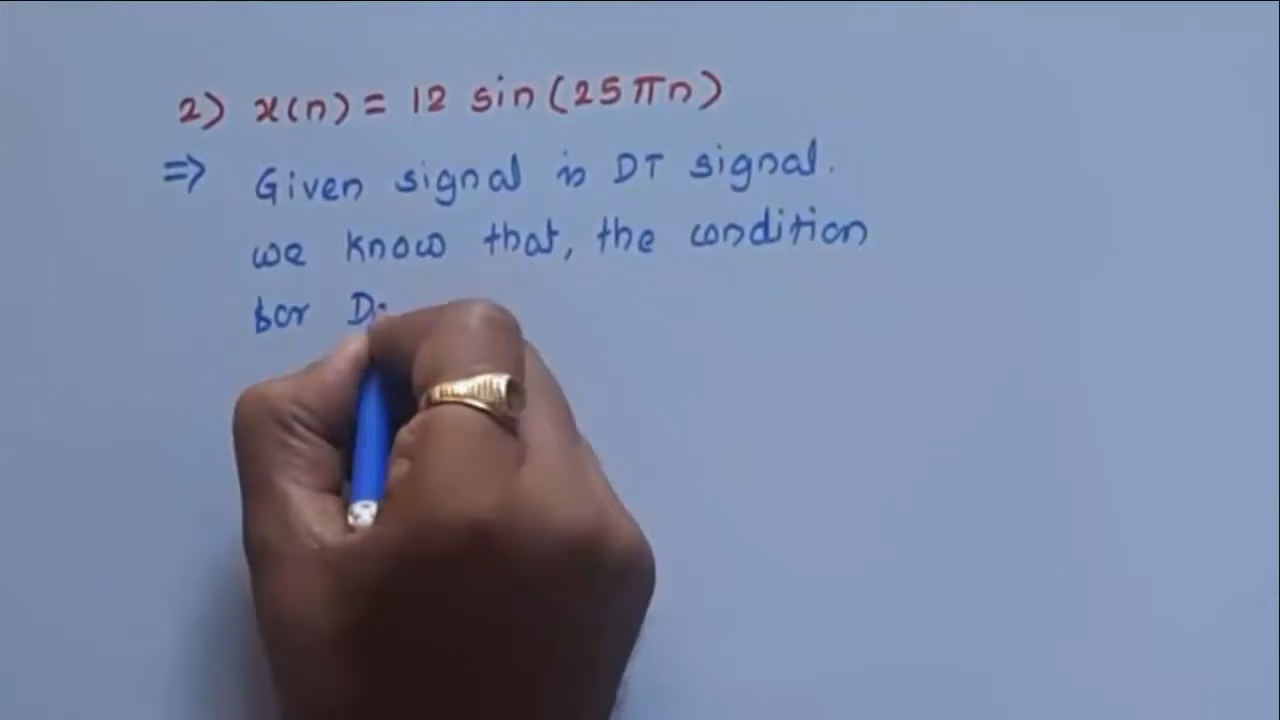 2) x(n) = 12 sin(25πn)
⇒ Given signal is DT signal.
we know that, the condition
for D